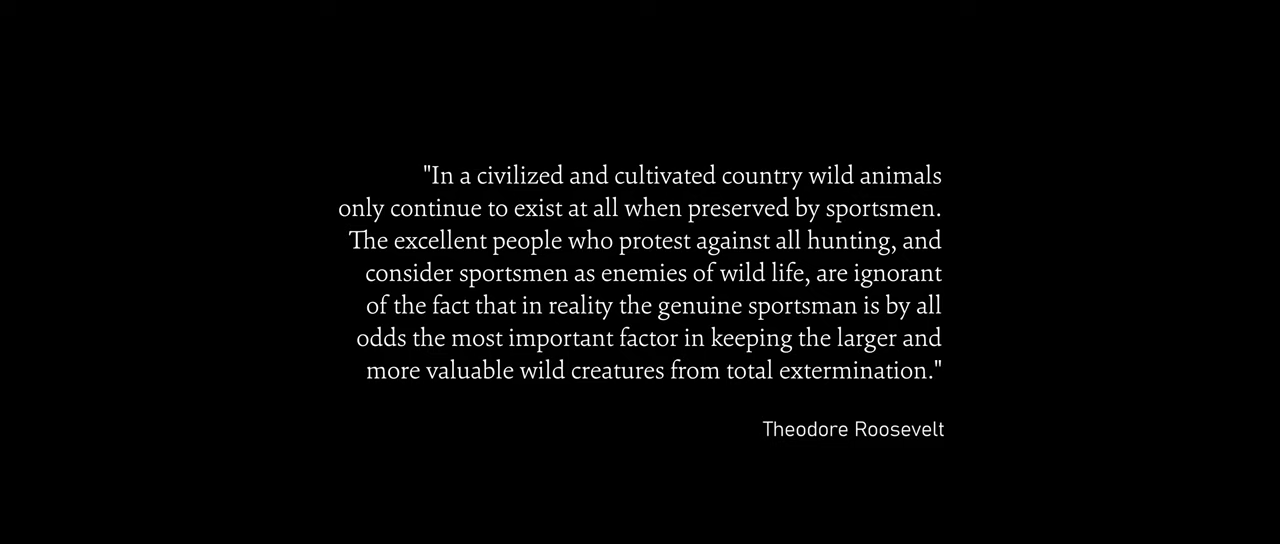 "In a civilized and cultivated country wild animals
only continue to exist at all when preserved by sportsmen.
The excellent people who protest against all hunting, and
consider sportsmen as enemies of wild life, are ignorant
of the fact that in reality the genuine sportsman is by all
odds the most important factor in keeping the larger and
more valuable wild creatures from total extermination."
Theodore Roosevelt